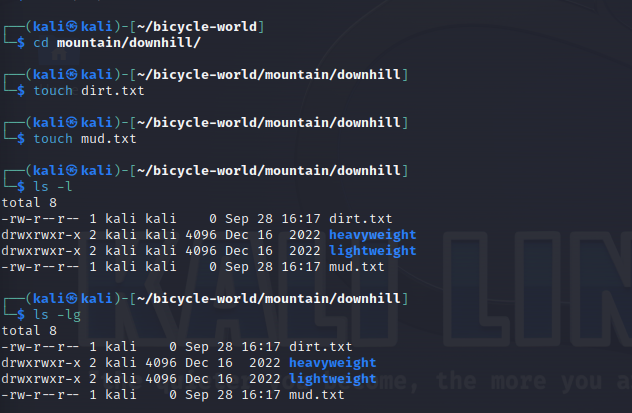 ┌──(kali㉿kali)-[~/bicycle-world]
└─$ cd mountain/downhill/
┌──(kali㉿kali)-[~/bicycle-world/mountain/downhill]
└─$ touch dirt.txt
┌──(kali㉿kali)-[~/bicycle-world/mountain/downhill]
└─$ touch mud.txt
┌──(kali㉿kali)-[~/bicycle-world/mountain/downhill]
└─$ ls -l
total 8
-rw-r--r-- 1 kali kali    0 Sep 28 16:17 dirt.txt
drwxrwxr-x 2 kali kali 4096 Dec 16  2022 heavyweight
drwxrwxr-x 2 kali kali 4096 Dec 16  2022 lightweight
-rw-r--r-- 1 kali kali    0 Sep 28 16:17 mud.txt
┌──(kali㉿kali)-[~/bicycle-world/mountain/downhill]
└─$ ls -lg
total 8
-rw-r--r-- 1 kali    0 Sep 28 16:17 dirt.txt
drwxrwxr-x 2 kali 4096 Dec 16  2022 heavyweight
drwxrwxr-x 2 kali 4096 Dec 16  2022 lightweight
-rw-r--r-- 1 kali    0 Sep 28 16:17 mud.txt
KALI LIN
the more you a